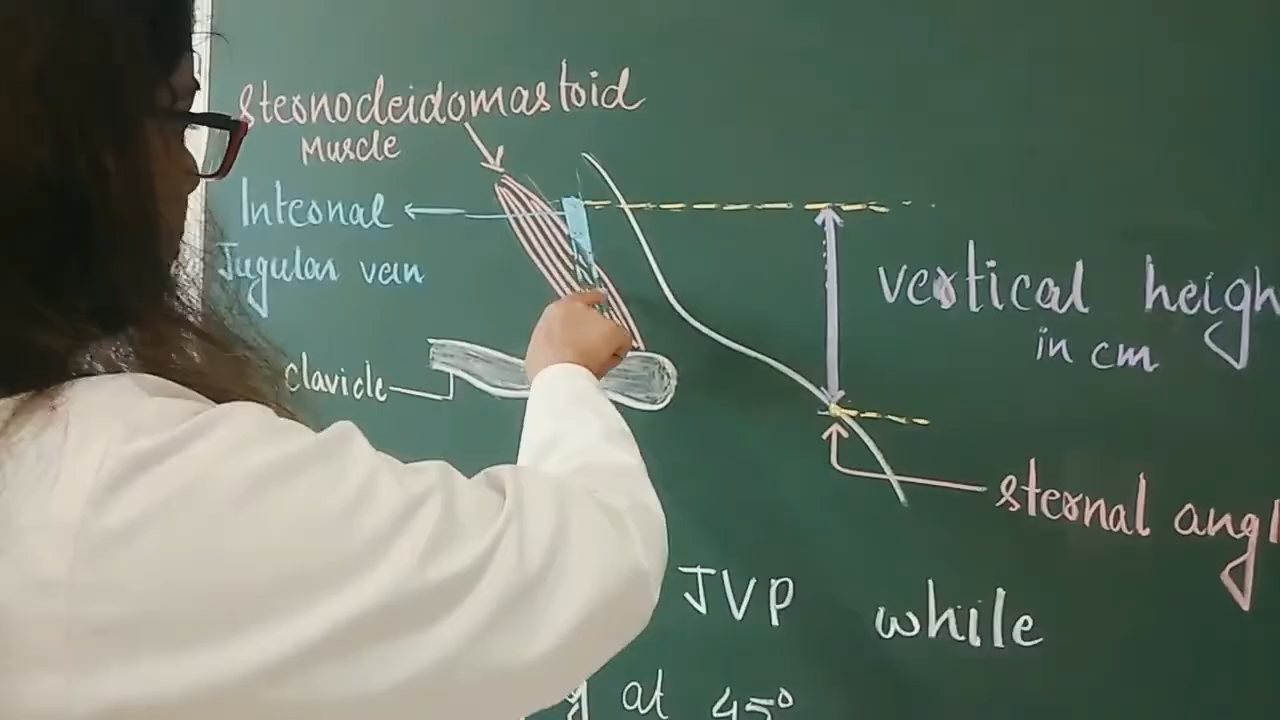 Sternocleidomastoid
Muscle
Internal
Jugular vein
clavicle
vertical heigh
in cm
sternal angl
JVP while
at 45°